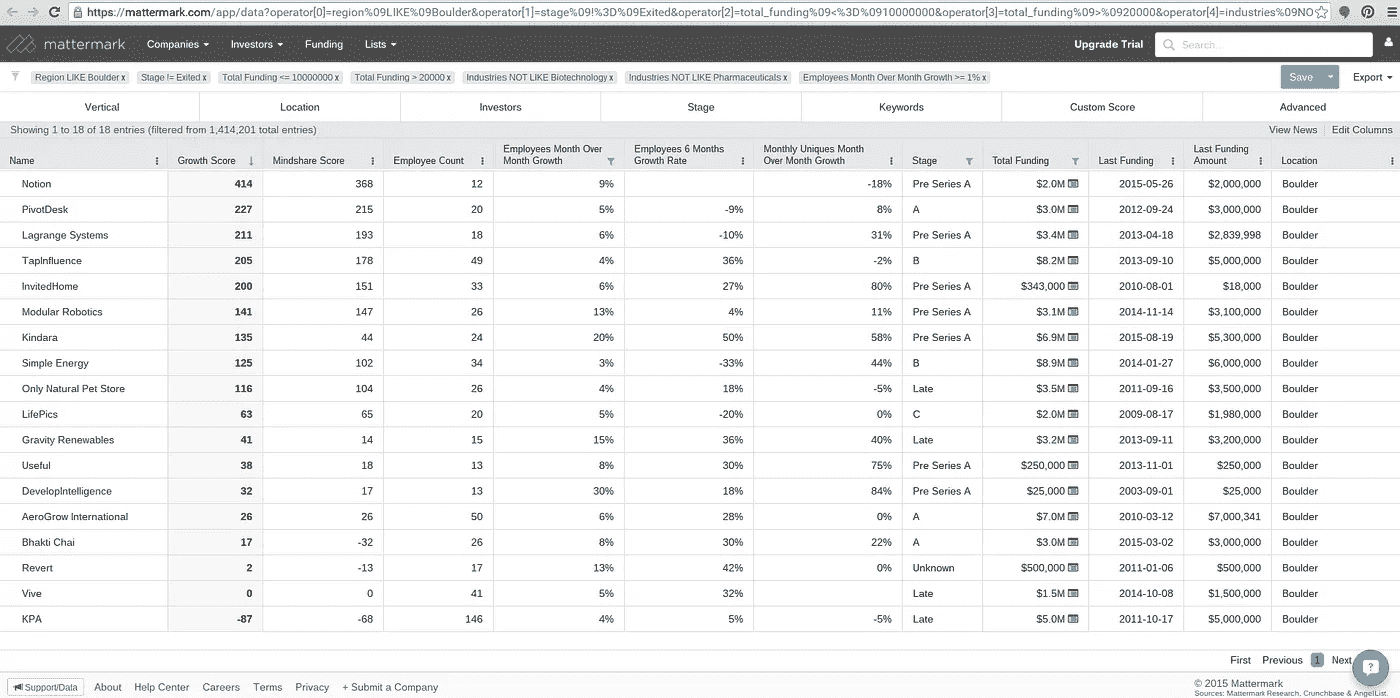 https://mattermark.com/app/data?operator[0]=region%09LIKE%09Boulder&operator[1]=stage%09!%3D%09Exited&operator[2]=total_funding%09<%3D%0910000000&operator[3]=total_funding%09>%0920000&operator[4]=industries%09NO
mattermark Companies Investors Funding Lists Upgrade Trial Search...
Region LIKE Boulder x Stage != Exited x Total Funding <= 10000000 x Total Funding > 20000 x Industries NOT LIKE Biotechnology x Industries NOT LIKE Pharmaceuticals x Employees Month Over Month Growth >= 1% x Save Export
Vertical Location Investors Stage Keywords Custom Score Advanced
Showing 1 to 18 of 18 entries (filtered from 1,414,201 total entries) View News Edit Columns
Name Growth Score ↓ Mindshare Score Employee Count Employees Month Over Month Growth Employees 6 Months Growth Rate Monthly Uniques Month Over Month Growth Stage Total Funding Last Funding Last Funding Amount Location
Notion 414 368 12 9% -18% Pre Series A $2.0M 2015-05-26 $2,000,000 Boulder
PivotDesk 227 215 20 5% -9% 8% A $3.0M 2012-09-24 $3,000,000 Boulder
Lagrange Systems 211 193 18 6% -10% 31% Pre Series A $3.4M 2013-04-18 $2,839,998 Boulder
TapInfluence 205 178 49 4% 36% -2% B $8.2M 2013-09-10 $5,000,000 Boulder
InvitedHome 200 151 33 6% 27% 80% Pre Series A $343,000 2010-08-01 $18,000 Boulder
Modular Robotics 141 147 26 13% 4% 11% Pre Series A $3.1M 2014-11-14 $3,100,000 Boulder
Kindara 135 44 24 20% 50% 58% Pre Series A $6.9M 2015-08-19 $5,300,000 Boulder
Simple Energy 125 102 34 3% -33% 44% B $8.9M 2014-01-27 $6,000,000 Boulder
Only Natural Pet Store 116 104 26 4% 18% -5% Late $3.5M 2011-09-16 $3,500,000 Boulder
LifePics 63 65 20 5% -20% 0% C $2.0M 2009-08-17 $1,980,000 Boulder
Gravity Renewables 41 14 15 15% 36% 40% Late $3.2M 2013-09-11 $3,200,000 Boulder
Useful 38 18 13 8% 30% 75% Pre Series A $250,000 2013-11-01 $250,000 Boulder
DevelopIntelligence 32 17 13 30% 18% 84% Pre Series A $25,000 2003-09-01 $25,000 Boulder
AeroGrow International 26 26 50 6% 28% 0% A $7.0M 2010-03-12 $7,000,341 Boulder
Bhakti Chai 17 -32 26 8% 30% 22% A $3.0M 2015-03-02 $3,000,000 Boulder
Revert 2 -13 17 13% 42% 0% Unknown $500,000 2011-01-06 $500,000 Boulder
Vive 0 0 41 5% 32% Late $1.5M 2014-10-08 $1,500,000 Boulder
KPA -87 -68 146 4% 5% -5% Late $5.0M 2011-10-17 $5,000,000 Boulder
First Previous 1 Next
Support/Data About Help Center Careers Terms Privacy + Submit a Company © 2015 Mattermark
Sources: Mattermark Research, Crunchbase & AngelList.